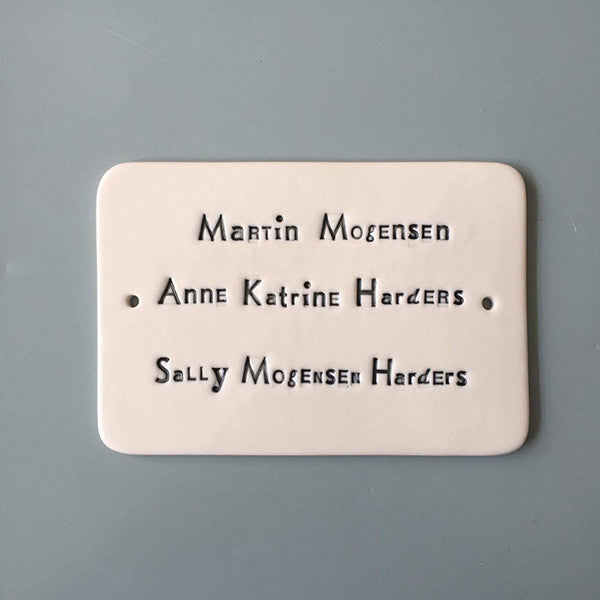 Martin Mogensen
Anne Katrine Harders
Sally Mogensen Harders